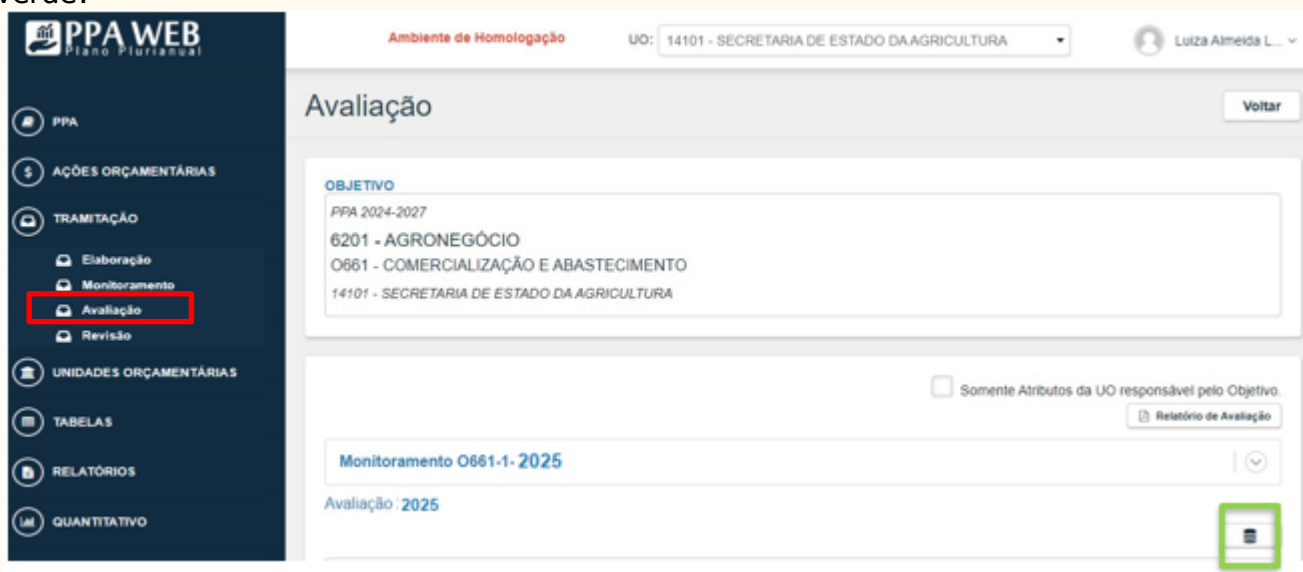 verde.
PPA WEB
Plano Plurianual
Ambiente de Homologação
UO:
14101 - SECRETARIA DE ESTADO DA AGRICULTURA
Luiza Almeida L...
PPA
AÇÕES ORÇAMENTÁRIAS
TRAMITAÇÃO
Elaboração
Monitoramento
Avaliação
Revisão
UNIDADES ORÇAMENTÁRIAS
TABELAS
RELATÓRIOS
QUANTITATIVO
Avaliação
Voltar
OBJETIVO
PPA 2024-2027
6201 - AGRONEGÓCIO
O661 - COMERCIALIZAÇÃO E ABASTECIMENTO
14101 - SECRETARIA DE ESTADO DA AGRICULTURA
Somente Atributos da UO responsável pelo Objetivo.
Relatório de Avaliação
Monitoramento O661-1- 2025
Avaliação : 2025